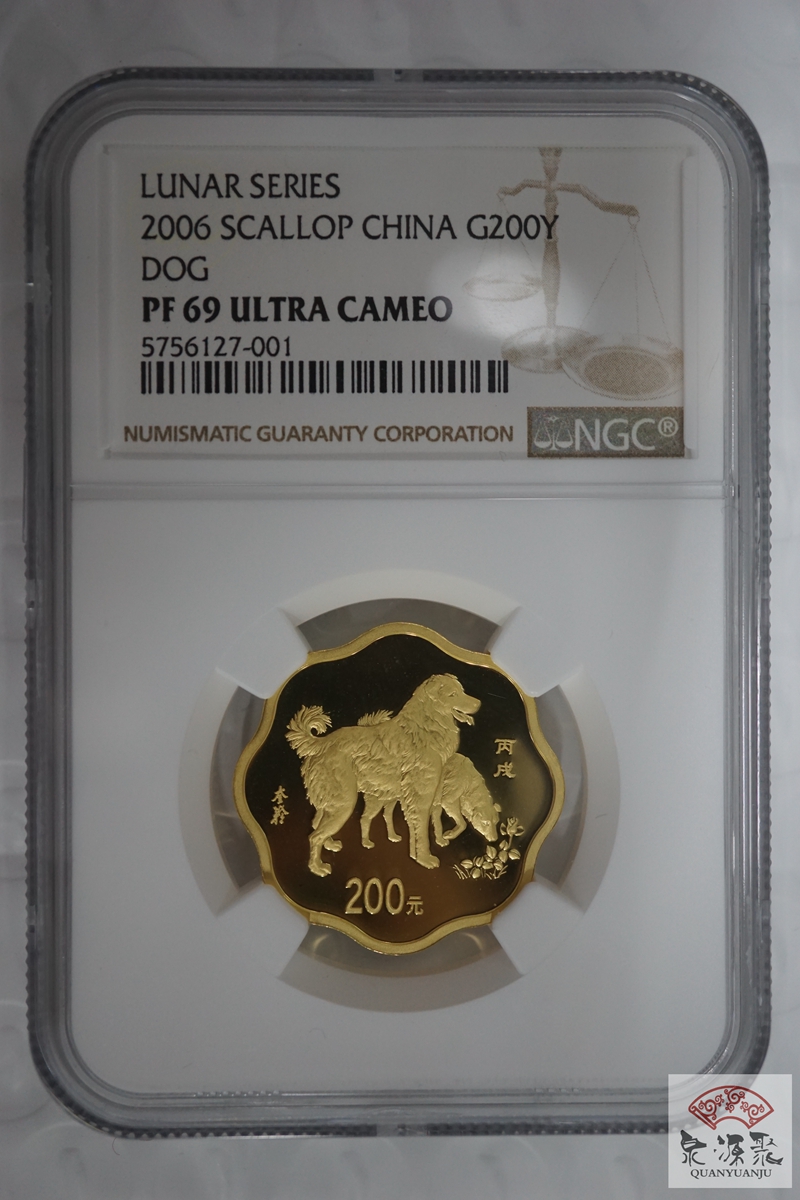 LUNAR SERIES
2006 SCALLOP CHINA G200Y
DOG
PF 69 ULTRA CAMEO
5756127-001
NUMISMATIC GUARANTY CORPORATION
NGC®
丙戌
200元
泉源聚
QUANYUANJU